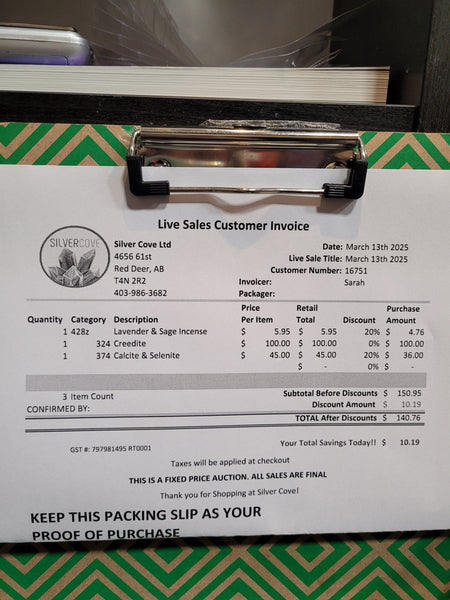 Live Sales Customer Invoice
SILVERCOVE
Silver Cove Ltd
4656 61st
Red Deer, AB
T4N 2R2
403-986-3682
Date: March 13th 2025
Live Sale Title: March 13th 2025
Customer Number: 16751
Invoicer: Sarah
Packager:
Quantity Category Description Price Per Item Retail Total Discount Purchase Amount
1 428z Lavender & Sage Incense $ 5.95 $ 5.95 20% $ 4.76
1 324 Creedite $ 100.00 $ 100.00 0% $ 100.00
1 374 Calcite & Selenite $ 45.00 $ 45.00 20% $ 36.00
$ - 0% $ -
3 Item Count Subtotal Before Discounts $ 150.95
CONFIRMED BY: Discount Amount $ 10.19
TOTAL After Discounts $ 140.76
GST #: 797981495 RT0001 Your Total Savings Today!! $ 10.19
Taxes will be applied at checkout
THIS IS A FIXED PRICE AUCTION. ALL SALES ARE FINAL
Thank you for Shopping at Silver Cove!
KEEP THIS PACKING SLIP AS YOUR
PROOF OF PURCHASE